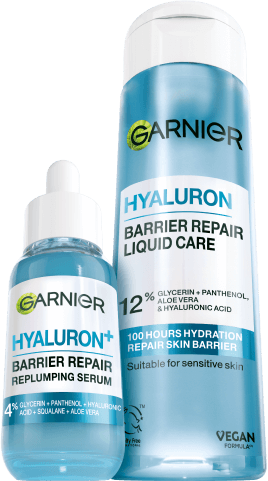 GARNIER
HYALURON
BARRIER REPAIR
LIQUID CARE
12% GLYCERIN + PANTHENOL,
ALOE VERA
& HYALURONIC ACID
100 HOURS HYDRATION
REPAIR SKIN BARRIER
Suitable for sensitive skin
VEGAN
FORMULA
GARNIER
HYALURON+
BARRIER REPAIR
REPLUMPING SERUM
4% GLYCERIN + PANTHENOL + HYALURONIC
ACID + SQUALANE + ALOE VERA